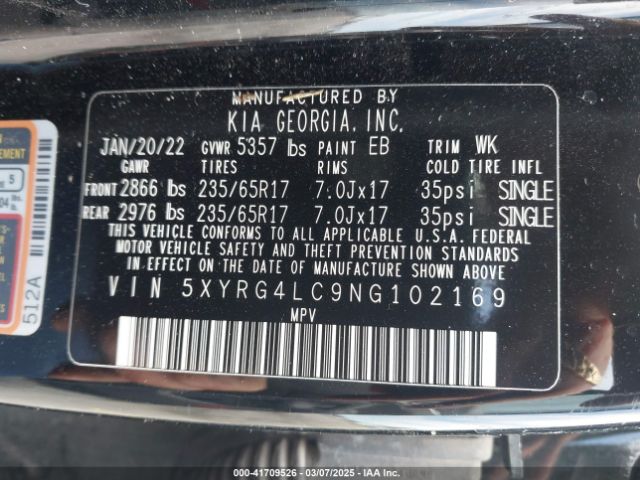 MANUFACTURED BY
KIA GEORGIA, INC.
JAN/20/22 GVWR 5357 lbs PAINT EB TRIM WK
GAWR TIRES RIMS COLD TIRE INFL
FRONT 2866 lbs 235/65R17 7.0Jx17 35psi SINGLE
REAR 2976 lbs 235/65R17 7.0Jx17 35psi SINGLE
THIS VEHICLE CONFORMS TO ALL APPLICABLE U.S.A. FEDERAL
MOTOR VEHICLE SAFETY AND THEFT PREVENTION STANDARDS
IN EFFECT ON THE DATE OF MANUFACTURE SHOWN ABOVE
VIN 5XYRG4LC9NG102169
MPV
5
lbs.
512A
000-41709526 - 03/07/2025 - IAA Inc.